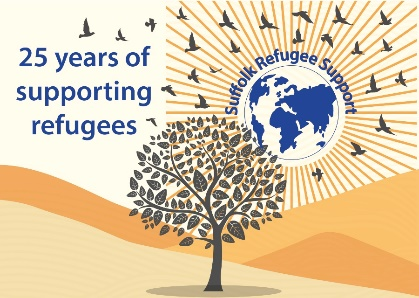 25 years of
supporting
refugees
Suffolk Refugee Support